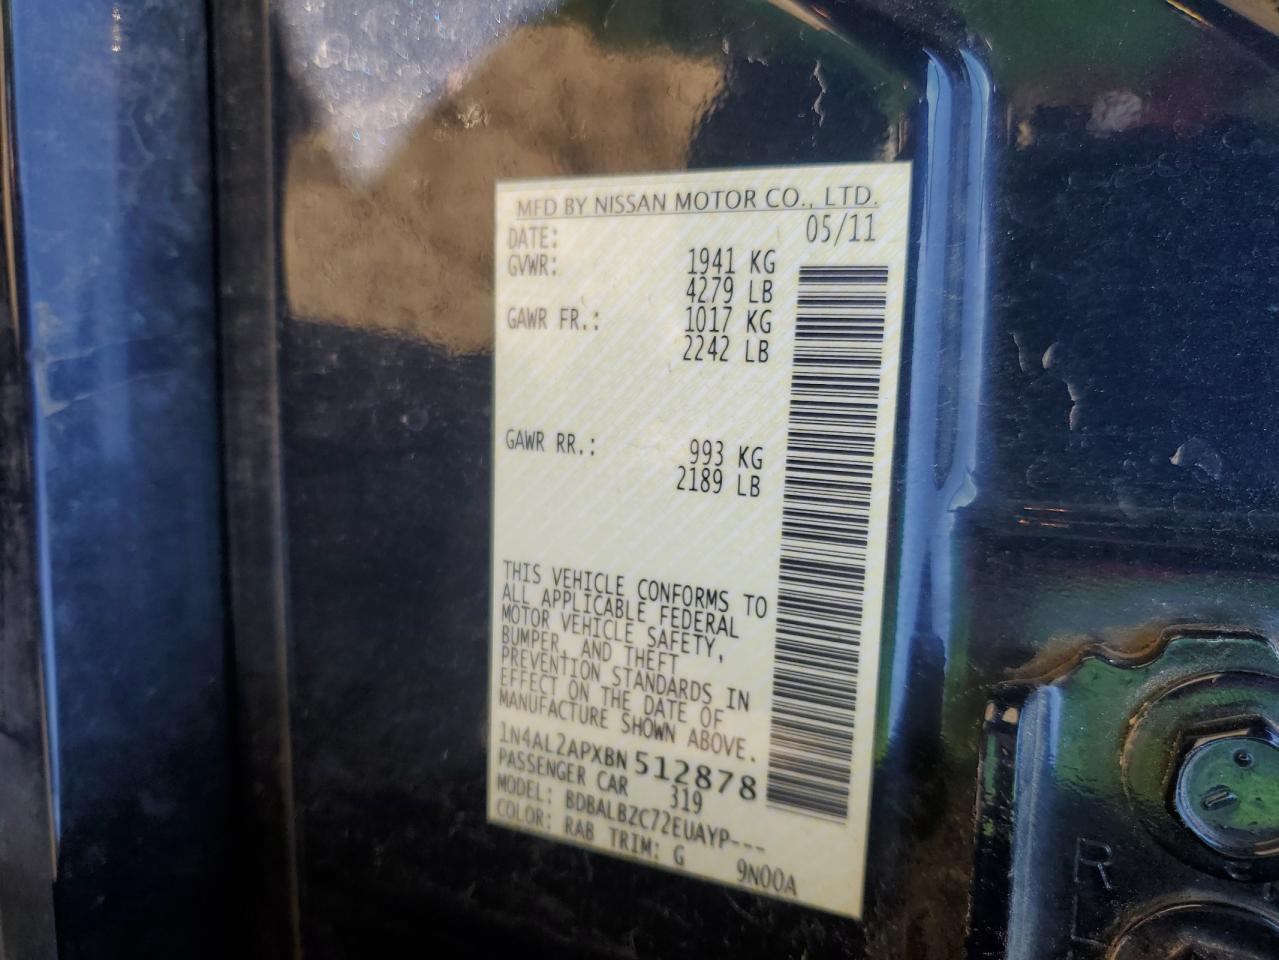 MFD BY NISSAN MOTOR CO., LTD.
DATE: 05/11
GVWR: 1941 KG
4279 LB
GAWR FR.: 1017 KG
2242 LB
GAWR RR.: 993 KG
2189 LB
THIS VEHICLE CONFORMS TO
ALL APPLICABLE FEDERAL
MOTOR VEHICLE SAFETY,
BUMPER, AND THEFT
PREVENTION STANDARDS IN
EFFECT ON THE DATE OF
MANUFACTURE SHOWN ABOVE.
1N4AL2APXBN512878
PASSENGER CAR 319
MODEL: BDBALBZC72EUAYP---
COLOR: RAB TRIM: G 9N00A
R